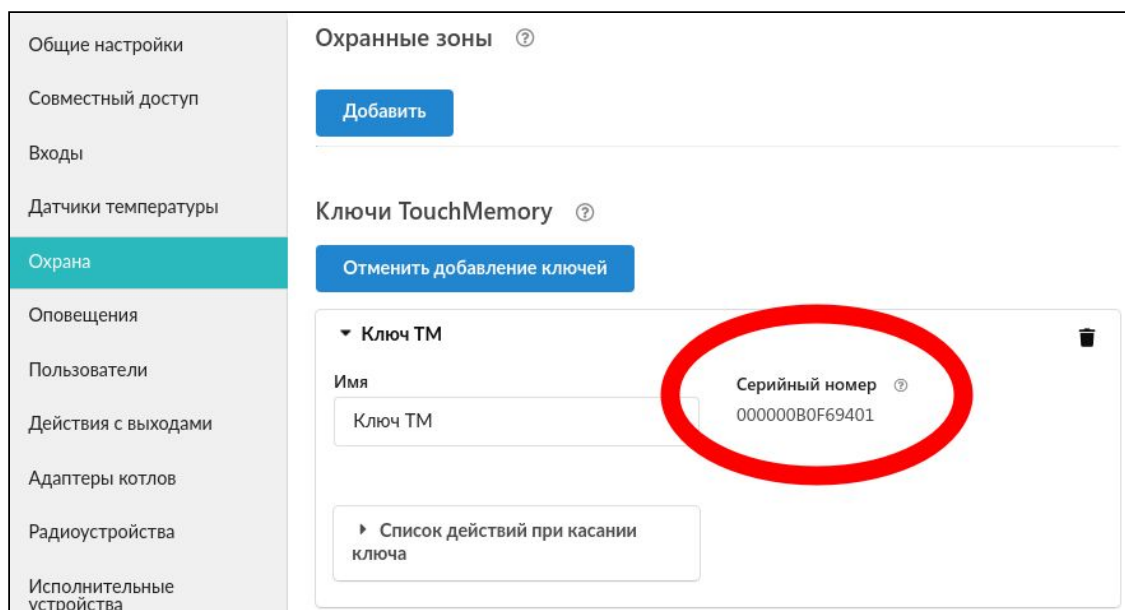 Общие настройки
Совместный доступ
Входы
Датчики температуры
Охрана
Оповещения
Пользователи
Действия с выходами
Адаптеры котлов
Радиоустройства
Исполнительные
устройства
Охранные зоны ?
Добавить
Ключи TouchMemory ?
Отменить добавление ключей
Ключ ТМ
Имя
Ключ ТМ
Серийный номер ?
000000B0F69401
Список действий при касании
ключа